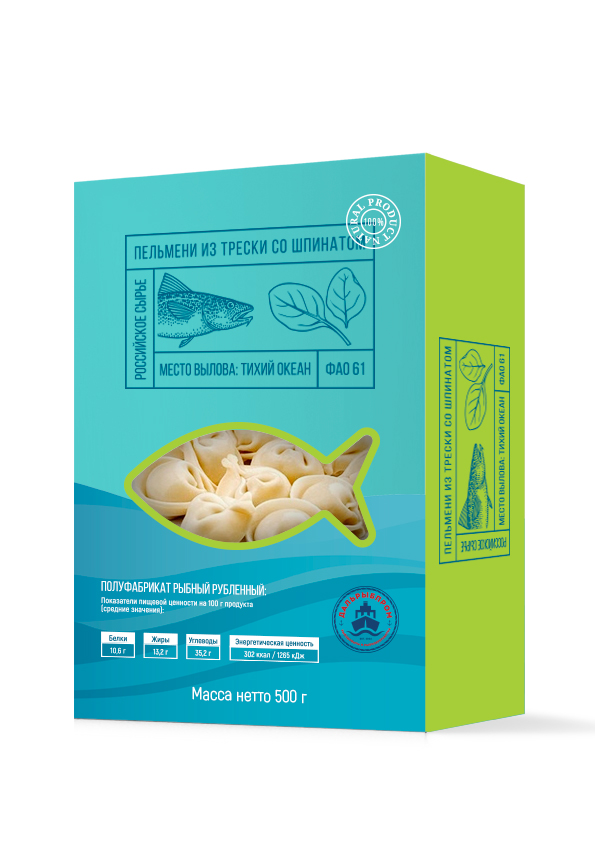 NATURAL PRODUCT
100%
ПЕЛЬМЕНИ ИЗ ТРЕСКИ СО ШПИНАТОМ
РОССИЙСКОЕ СЫРЬЕ
МЕСТО ВЫЛОВА: ТИХИЙ ОКЕАН
ФАО 61
ПОЛУФАБРИКАТ РЫБНЫЙ РУБЛЕННЫЙ:
Показатели пищевой ценности на 100 г продукта
(средние значения):
Белки
10,6 г
Жиры
13,2 г
Углеводы
35,2 г
Энергетическая ценность
302 ккал / 1265 кДж
ДАЛЬРЫБПРОМ
Масса нетто 500 г
ПЕЛЬМЕНИ ИЗ ТРЕСКИ СО ШПИНАТОМ
РОССИЙСКОЕ СЫРЬЕ
МЕСТО ВЫЛОВА: ТИХИЙ ОКЕАН
ФАО 61